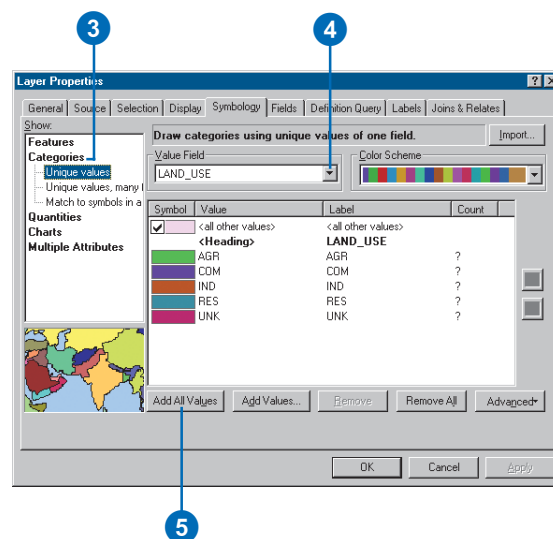 3
4
Layer Properties
General Source Selection Display Symbology Fields Definition Query Labels Joins & Relates
Show:
Features
Categories
Unique values
Unique values, many
Match to symbols in a
Quantities
Charts
Multiple Attributes
Draw categories using unique values of one field.
Import...
Value Field
LAND_USE
Color Scheme
Symbol Value Label Count
<all other values> <all other values>
<Heading> LAND_USE
AGR AGR ?
COM COM ?
IND IND ?
RES RES ?
UNK UNK ?
Add All Values Add Values... Remove Remove All Advanced
OK Cancel Apply
5